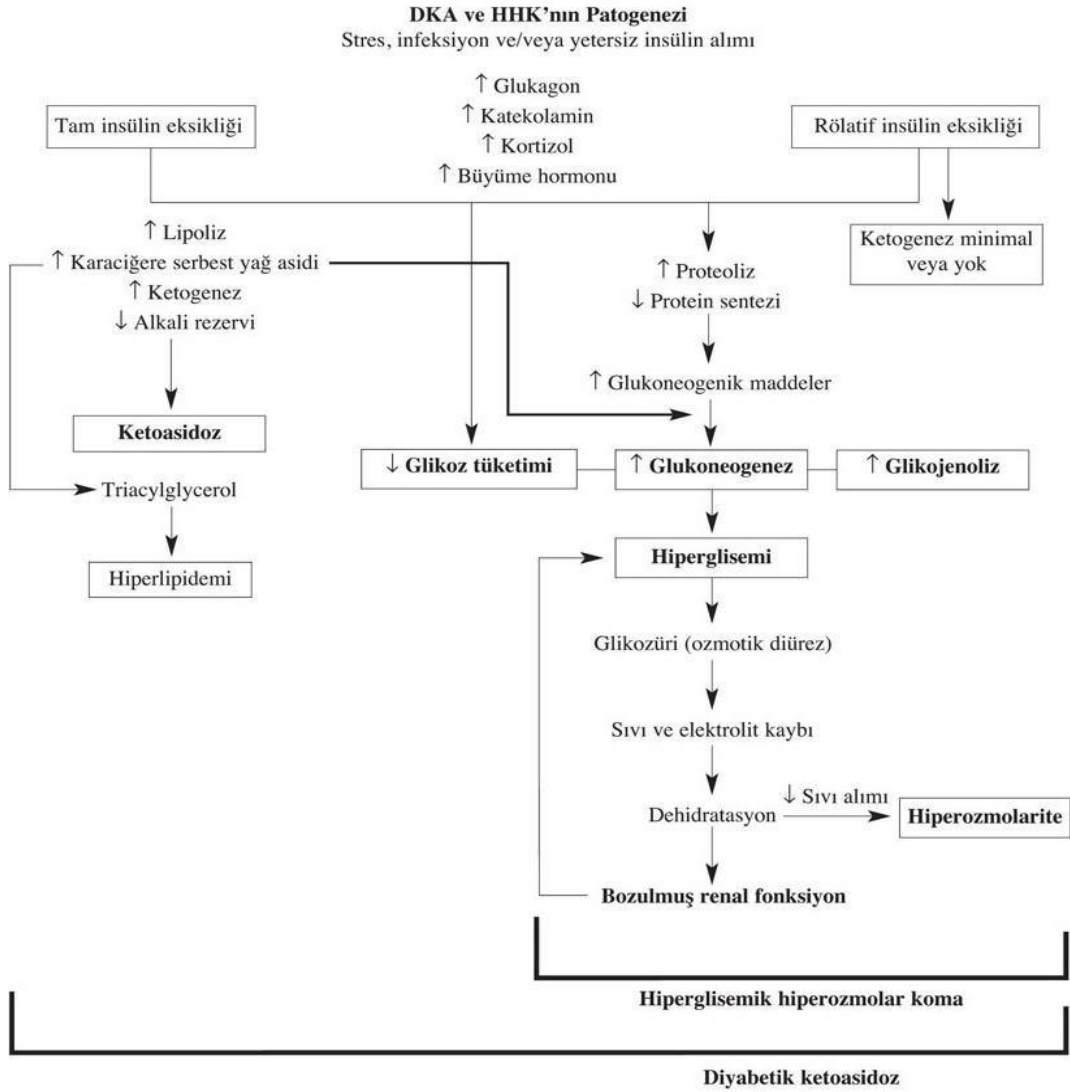 DKA ve HHK'nın Patogenezi
Stres, infeksiyon ve/veya yetersiz insülin alımı
↑ Glukagon
↑ Katekolamin
↑ Kortizol
↑ Büyüme hormonu
Tam insülin eksikliği
Rölatif insülin eksikliği
Ketogenez minimal
veya yok
↑ Lipoliz
↑ Karaciğere serbest yağ asidi
↑ Ketogenez
↓ Alkali rezervi
↑ Proteoliz
↓ Protein sentezi
↑ Glukoneogenik maddeler
Ketoasidoz
↓ Glikoz tüketimi
↑ Glukoneogenez
↑ Glikojenoliz
Triacylglycerol
Hiperlipidemi
Hiperglisemi
Glikozüri (ozmotik diürez)
Sıvı ve elektrolit kaybı
Dehidratasyon
↓ Sıvı alımı
Hiperozmolarite
Bozulmuş renal fonksiyon
Hiperglisemik hiperozmolar koma
Diyabetik ketoasidoz